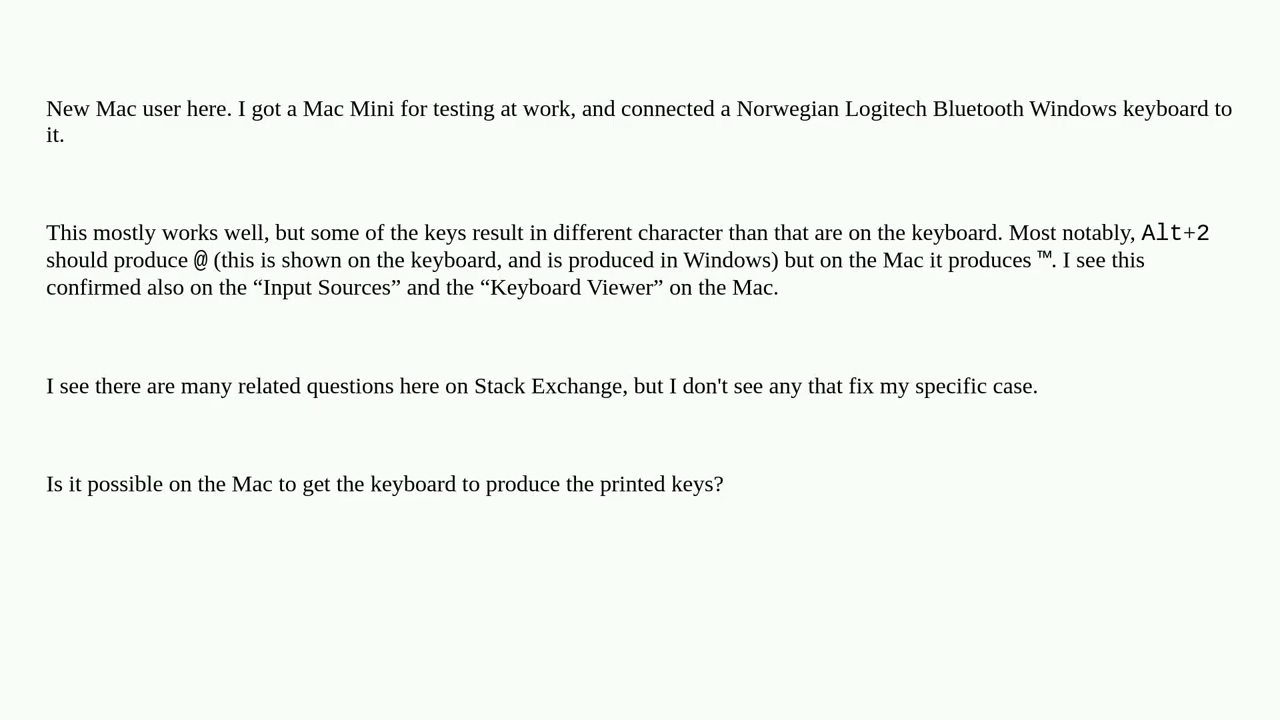 New Mac user here. I got a Mac Mini for testing at work, and connected a Norwegian Logitech Bluetooth Windows keyboard to
it.
This mostly works well, but some of the keys result in different character than that are on the keyboard. Most notably, Alt+2
should produce @ (this is shown on the keyboard, and is produced in Windows) but on the Mac it produces ™. I see this
confirmed also on the “Input Sources” and the “Keyboard Viewer” on the Mac.
I see there are many related questions here on Stack Exchange, but I don't see any that fix my specific case.
Is it possible on the Mac to get the keyboard to produce the printed keys?